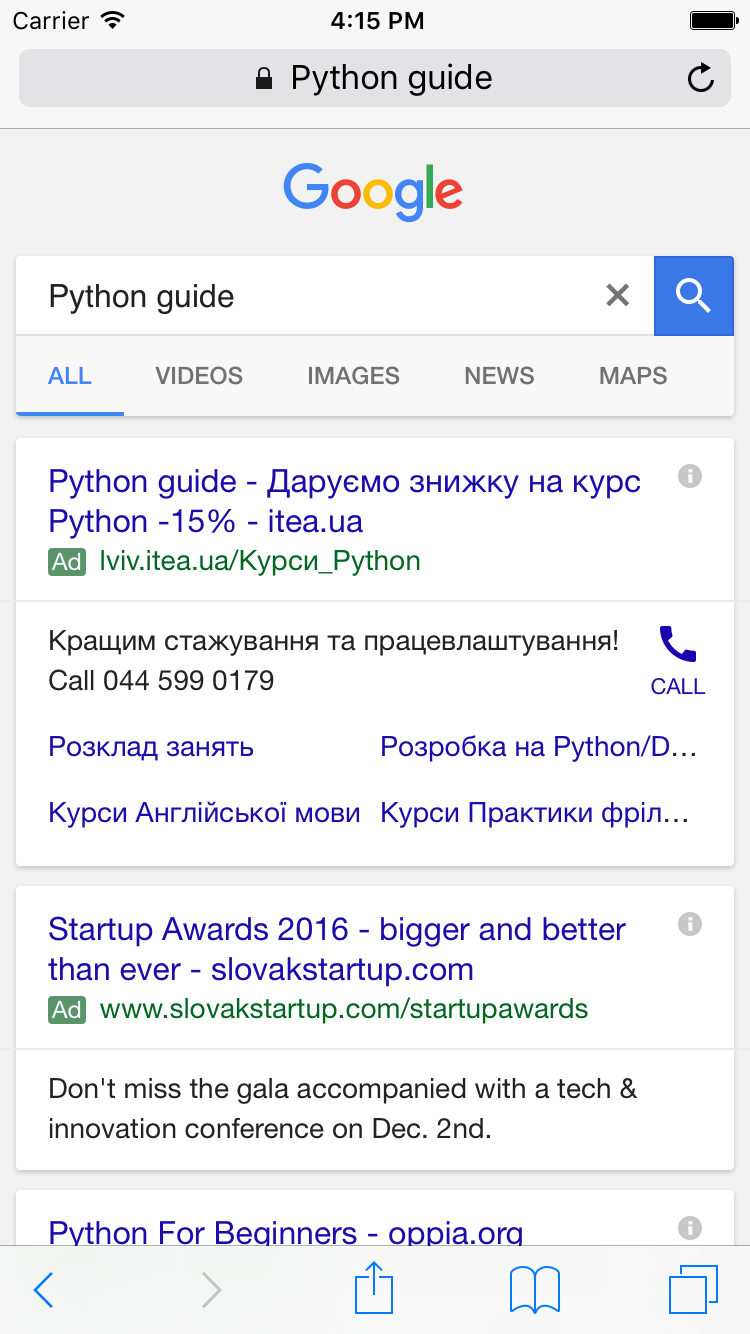 Carrier 4:15 PM
Python guide
Google
Python guide
ALL VIDEOS IMAGES NEWS MAPS
Python guide - Даруємо знижку на курс
Python -15% - itea.ua
Ad lviv.itea.ua/Курси_Python
Кращим стажування та працевлаштування!
Call 044 599 0179
CALL
Розклад занять Розробка на Python/D...
Курси Англійської мови Курси Практики фріл...
Startup Awards 2016 - bigger and better
than ever - slovakstartup.com
Ad www.slovakstartup.com/startupawards
Don't miss the gala accompanied with a tech &
innovation conference on Dec. 2nd.
Python For Beginners - oppia.org